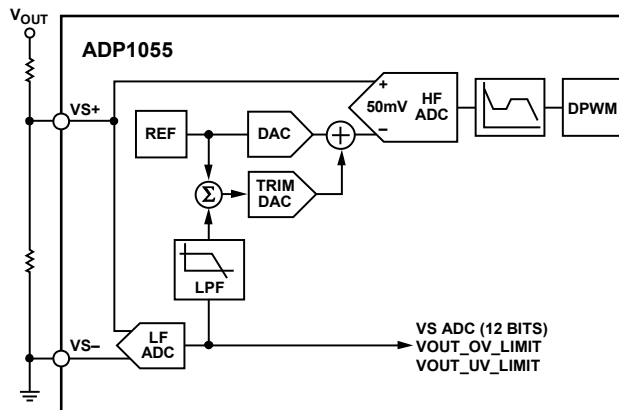 VOUT
ADP1055
VS+
REF
DAC
+
+
–
50mV
HF
ADC
DPWM
Σ
TRIM
DAC
LPF
VS–
LF
ADC
VS ADC (12 BITS)
VOUT_OV_LIMIT
VOUT_UV_LIMIT